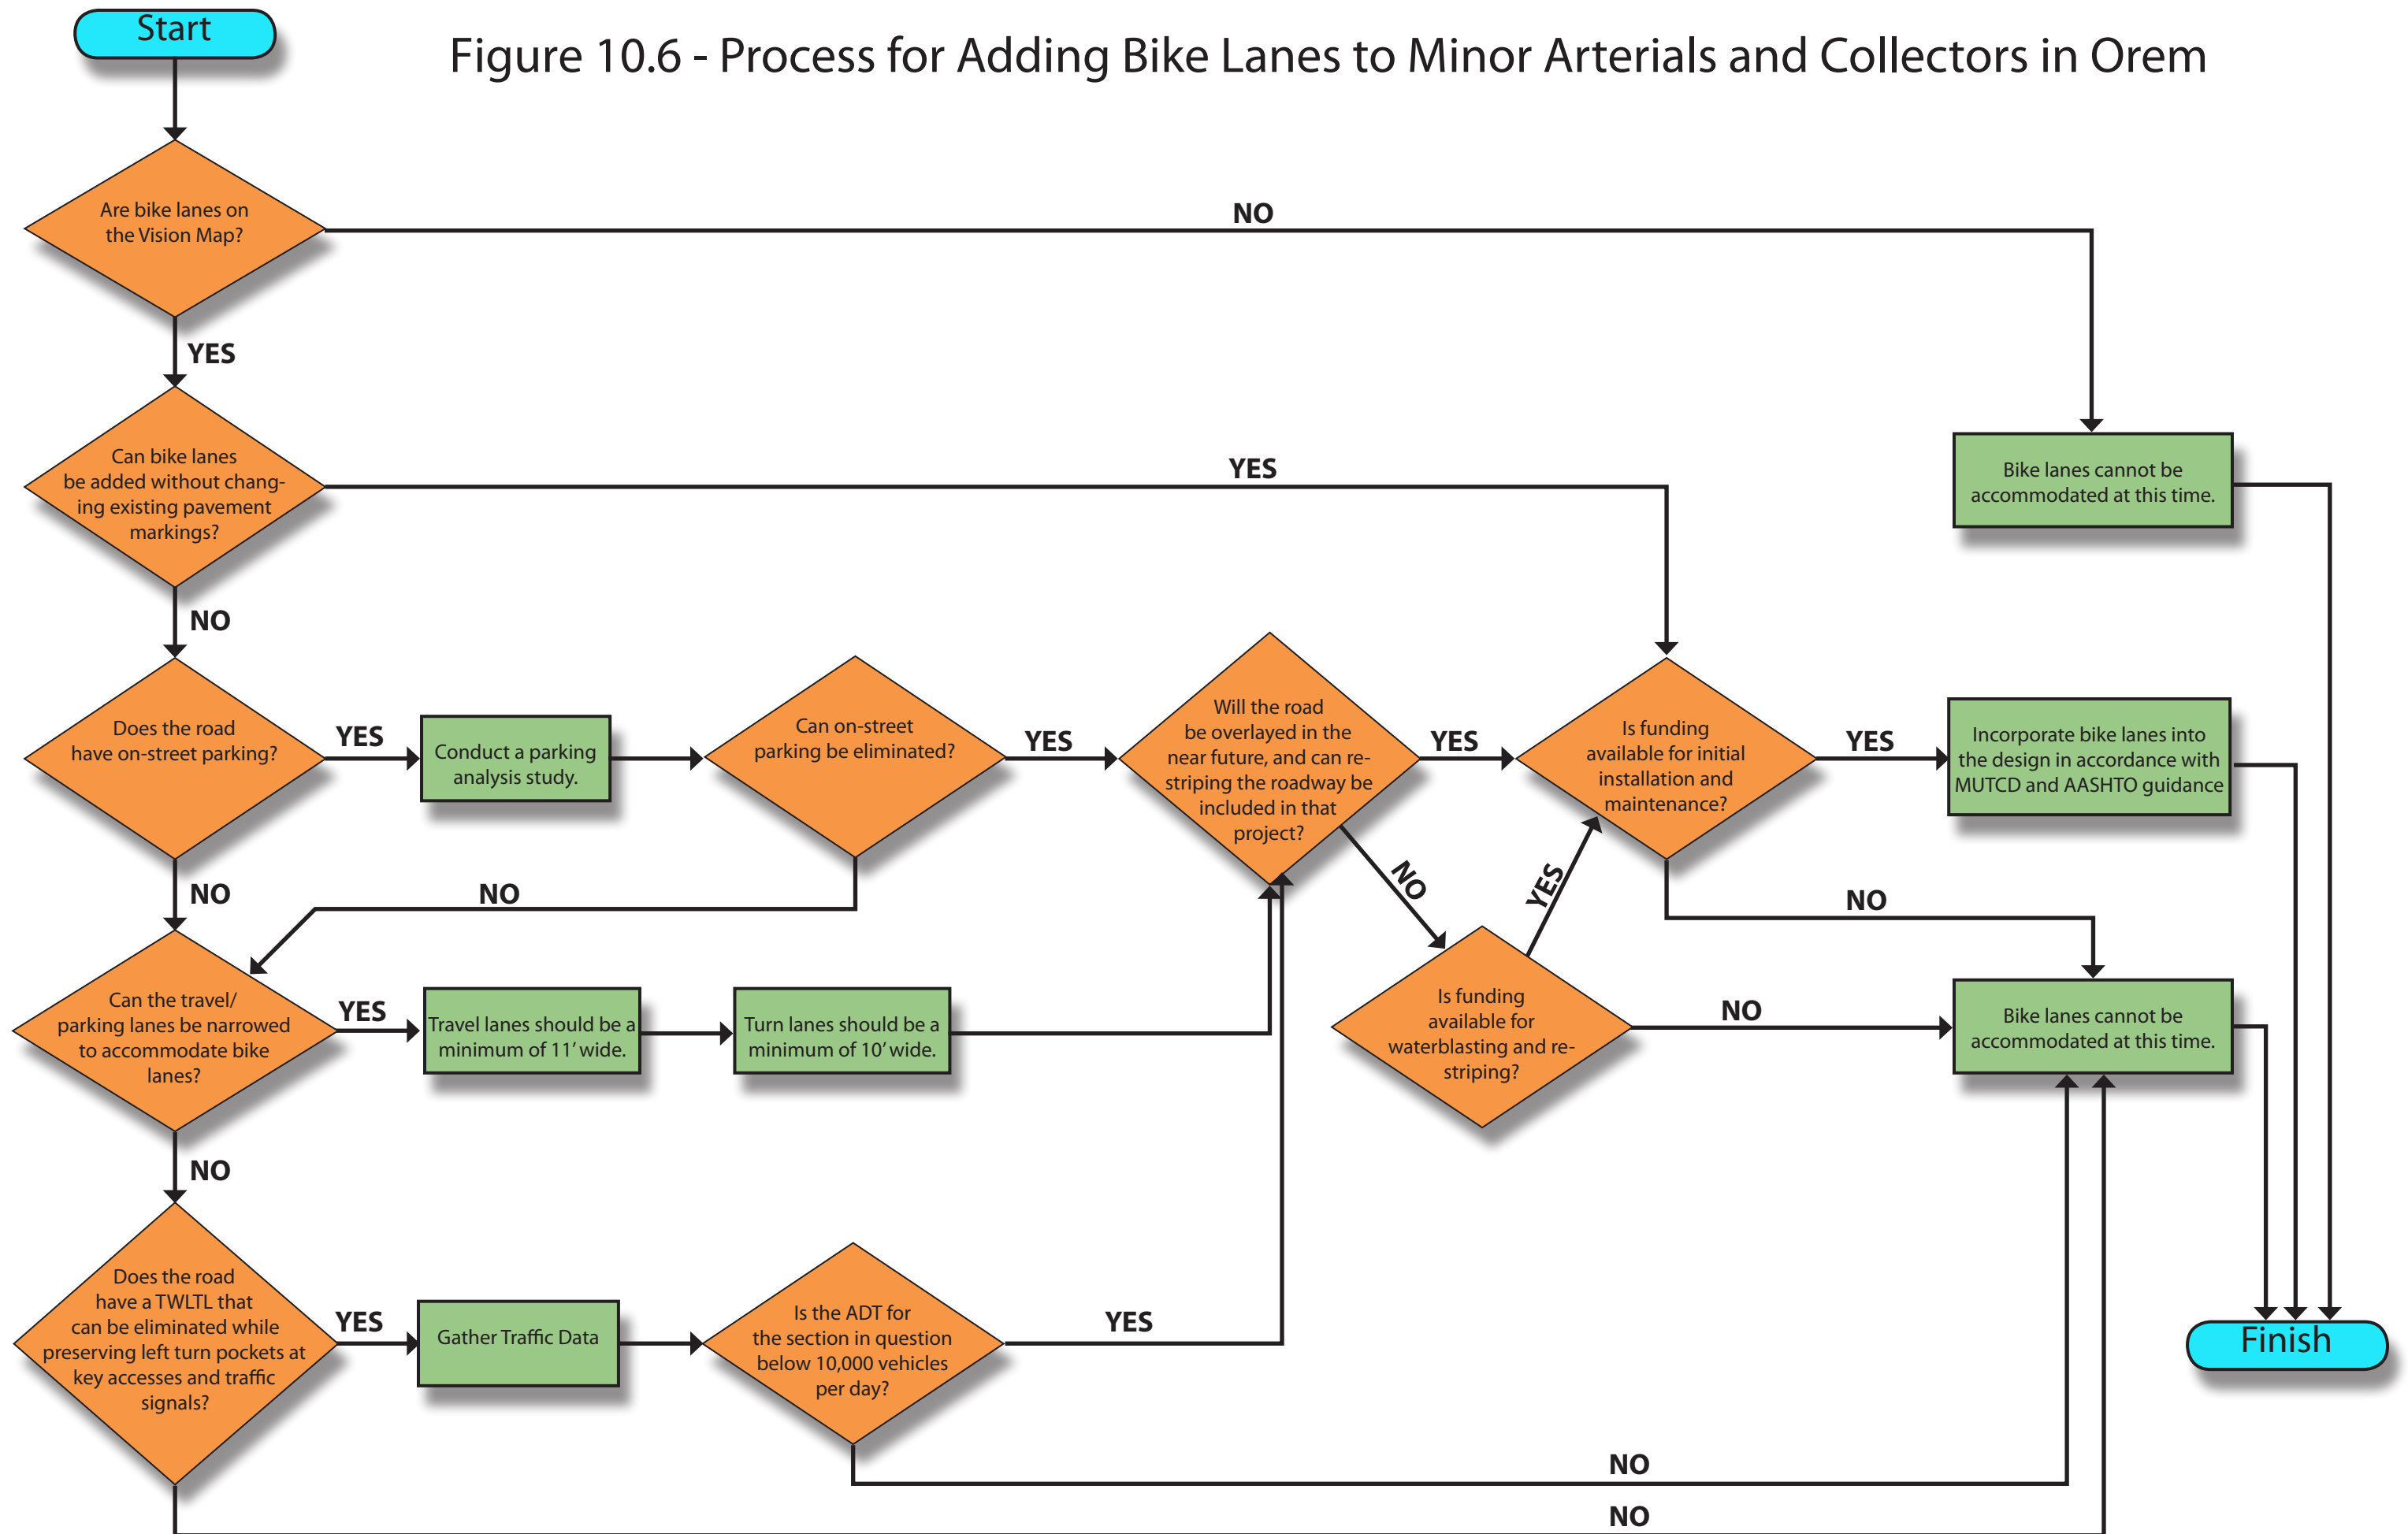 Start
Figure 10.6 - Process for Adding Bike Lanes to Minor Arterials and Collectors in Orem
Are bike lanes on
the Vision Map?
NO
YES
Can bike lanes
be added without chang-
ing existing pavement
markings?
YES
Bike lanes cannot be
accommodated at this time.
NO
Does the road
have on-street parking?
YES
Conduct a parking
analysis study.
Can on-street
parking be eliminated?
YES
Will the road
be overlayed in the
near future, and can re-
striping the roadway be
included in that
project?
YES
Is funding
available for initial
installation and
maintenance?
YES
Incorporate bike lanes into
the design in accordance with
MUTCD and AASHTO guidance
NO
NO
NO
YES
NO
Can the travel/
parking lanes be narrowed
to accommodate bike
lanes?
YES
Travel lanes should be a
minimum of 11' wide.
Turn lanes should be a
minimum of 10' wide.
Is funding
available for
waterblasting and re-
striping?
NO
Bike lanes cannot be
accommodated at this time.
NO
Does the road
have a TWLTL that
can be eliminated while
preserving left turn pockets at
key accesses and traffic
signals?
YES
Gather Traffic Data
Is the ADT for
the section in question
below 10,000 vehicles
per day?
YES
Finish
NO
NO